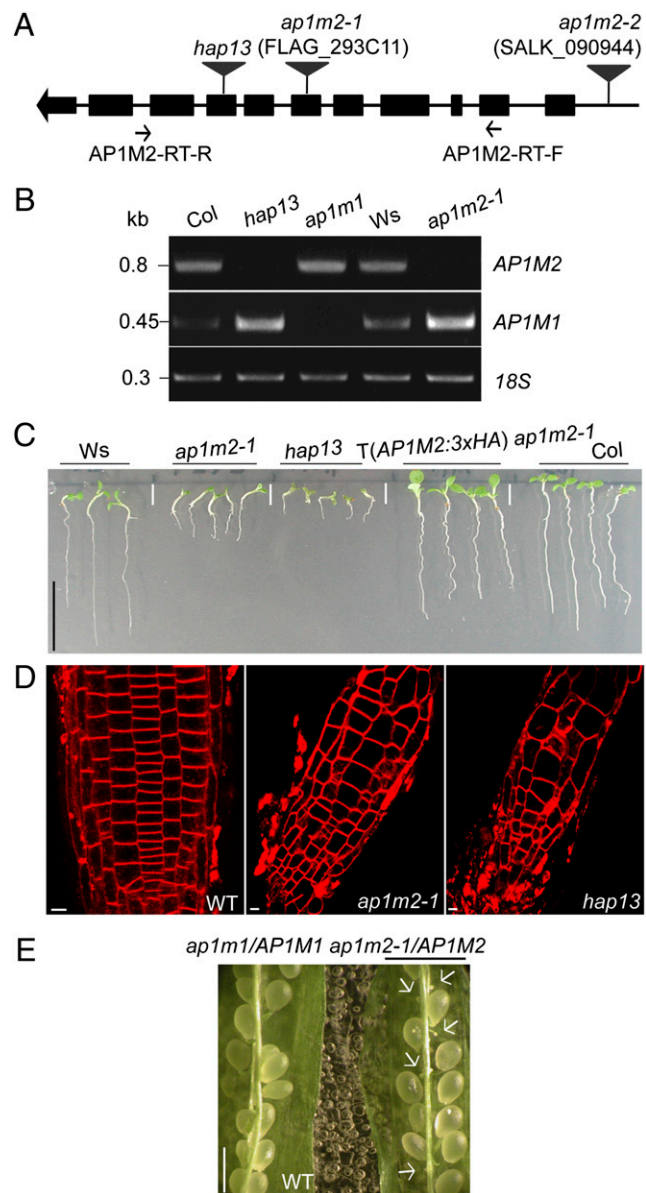 A
ap1m2-1 ap1m2-2
hap13 (FLAG_293C11) (SALK_090944)
AP1M2-RT-R AP1M2-RT-F
B
kb Col hap13 ap1m1 Ws ap1m2-1
0.8 AP1M2
0.45 AP1M1
0.3 18S
C
Ws ap1m2-1 hap13 T(AP1M2:3xHA) ap1m2-1 Col
D
WT ap1m2-1 hap13
E
ap1m1/AP1M1 ap1m2-1/AP1M2
WT